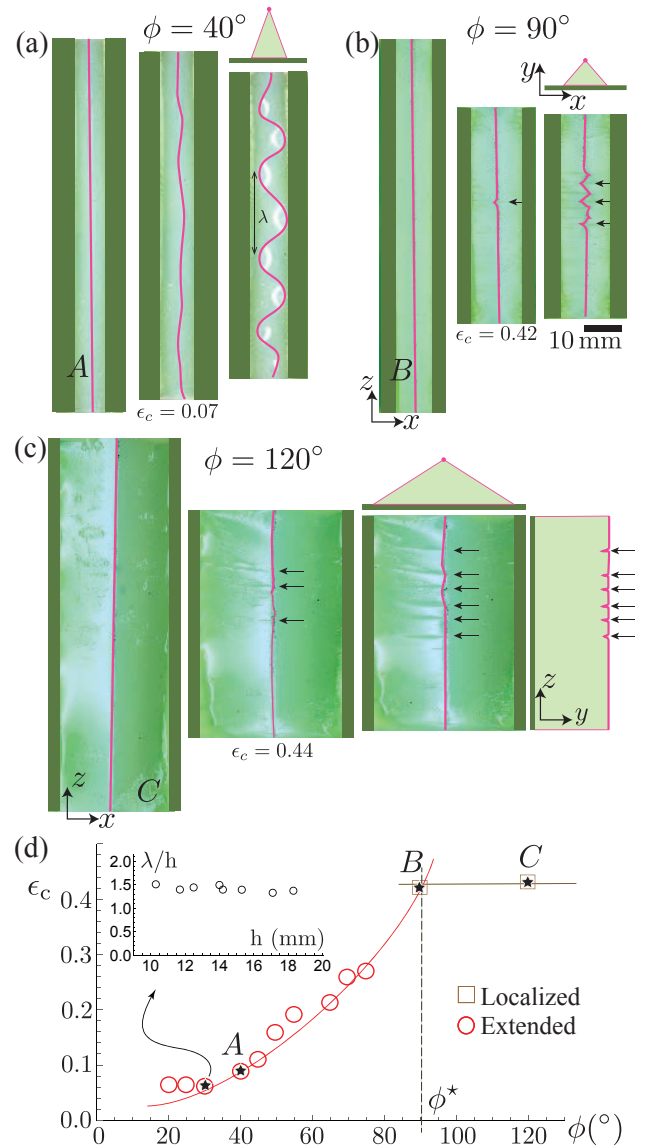 (a) ϕ = 40°
A
λ
ϵc = 0.07
(b) ϕ = 90°
y
x
B
z
x
ϵc = 0.42
10 mm
(c) ϕ = 120°
z
x
C
ϵc = 0.44
z
y
(d)
ϵc
0.4
0.3
0.2
0.1
0.0
λ/h
2.0
1.5
1.0
0.5
0.0
10 12 14 16 18 20
h (mm)
A
B
C
Localized
Extended
ϕ⋆
0 20 40 60 80 100 120 ϕ(°)